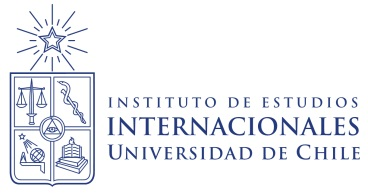 INSTITUTO DE ESTUDIOS
INTERNACIONALES
UNIVERSIDAD DE CHILE